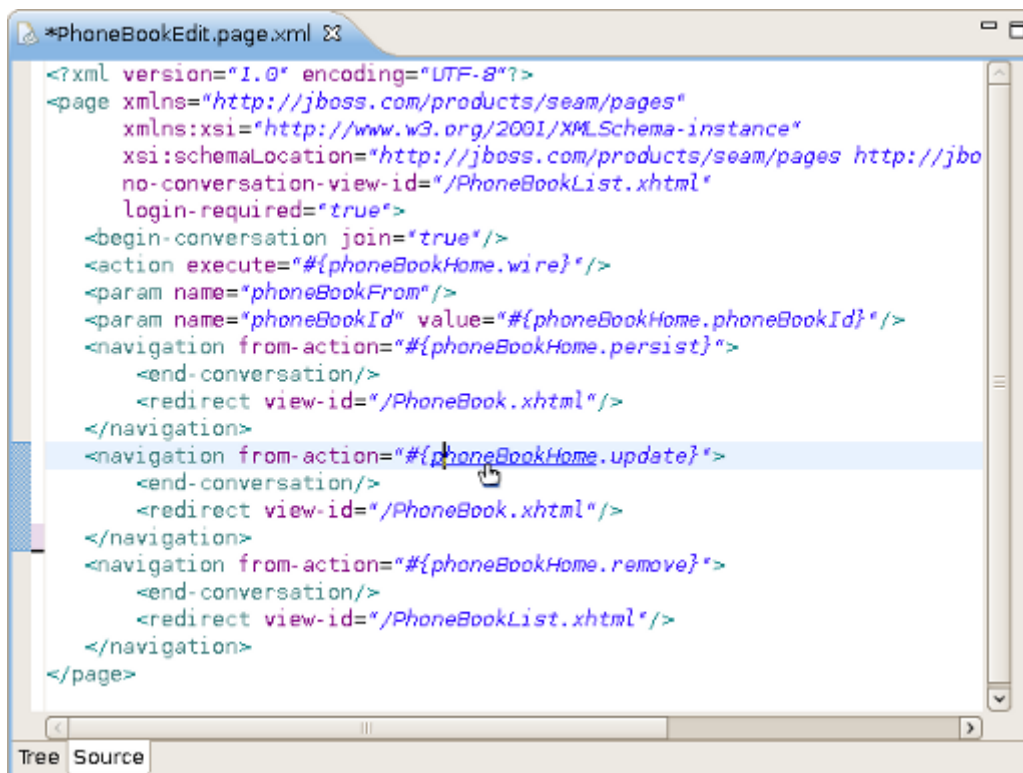 *PhoneBookEdit.page.xml
<?xml version="1.0" encoding="UTF-8"?>
<page xmlns="http://jboss.com/products/seam/pages"
xmlns:xsi="http://www.w3.org/2001/XMLSchema-instance"
xsi:schemaLocation="http://jboss.com/products/seam/pages http://jbo
no-conversation-view-id="/PhoneBookList.xhtml"
login-required="true">
<begin-conversation join="true"/>
<action execute="#{phoneBookHome.wire}"/>
<param name="phoneBookFrom"/>
<param name="phoneBookId" value="#{phoneBookHome.phoneBookId}"/>
<navigation from-action="#{phoneBookHome.persist}">
<end-conversation/>
<redirect view-id="/PhoneBook.xhtml"/>
</navigation>
<navigation from-action="#{phoneBookHome.update}">
<end-conversation/>
<redirect view-id="/PhoneBook.xhtml"/>
</navigation>
<navigation from-action="#{phoneBookHome.remove}">
<end-conversation/>
<redirect view-id="/PhoneBookList.xhtml"/>
</navigation>
</page>
Tree Source